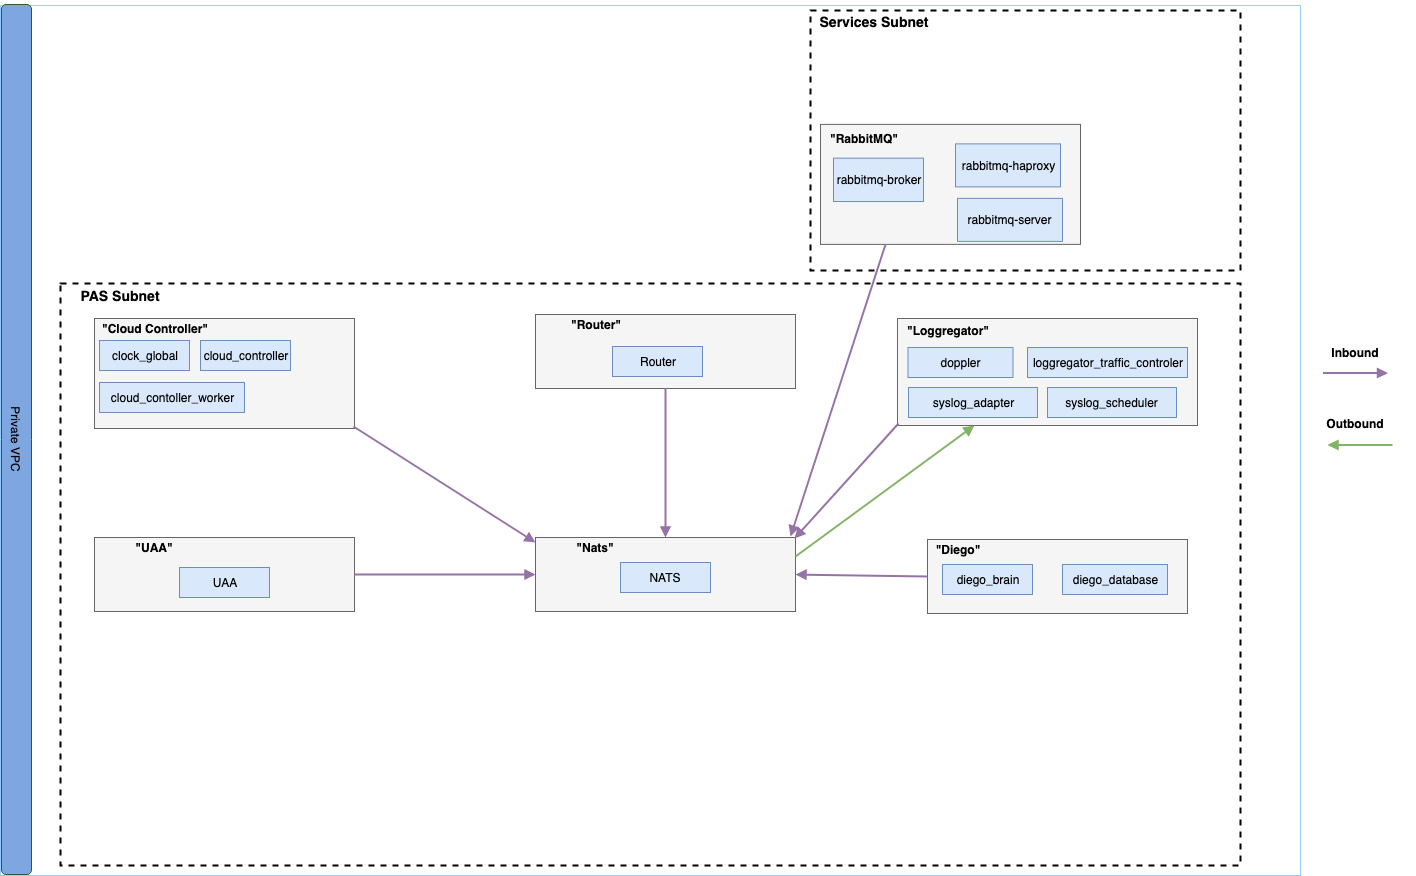 Private VPC
Services Subnet
"RabbitMQ"
rabbitmq-broker
rabbitmq-haproxy
rabbitmq-server
PAS Subnet
"Cloud Controller"
clock_global
cloud_controller
cloud_contoller_worker
"Router"
Router
"Loggregator"
doppler
loggregator_traffic_controler
syslog_adapter
syslog_scheduler
Inbound
Outbound
"UAA"
UAA
"Nats"
NATS
"Diego"
diego_brain
diego_database